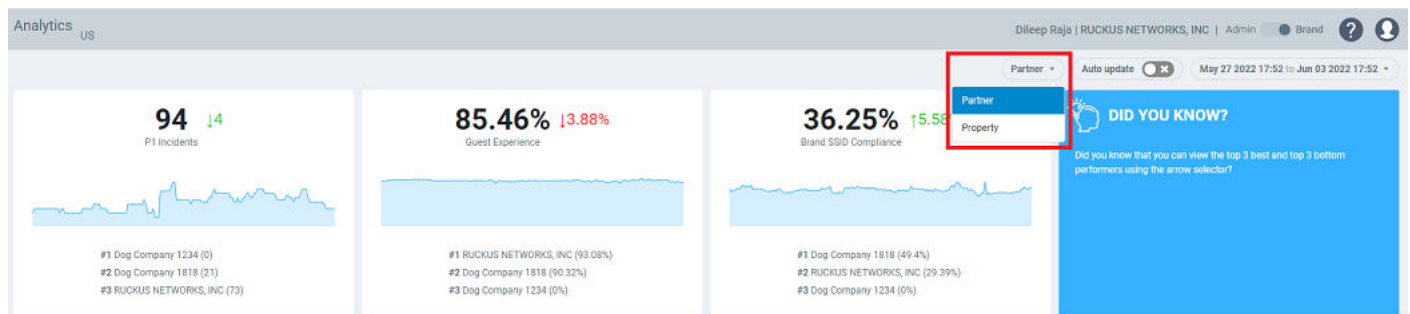 Analytics US
Dileep Raja | RUCKUS NETWORKS, INC | Admin Brand ?
Partner Auto update May 27 2022 17:52 to Jun 03 2022 17:52
Partner
Property
94 ↓4
P1 Incidents
#1 Dog Company 1234 (0)
#2 Dog Company 1818 (21)
#3 RUCKUS NETWORKS, INC (73)
85.46% ↓3.88%
Guest Experience
#1 RUCKUS NETWORKS, INC (93.08%)
#2 Dog Company 1818 (90.32%)
#3 Dog Company 1234 (0%)
36.25% ↑5.58
Brand SSID Compliance
#1 Dog Company 1818 (49.4%)
#2 RUCKUS NETWORKS, INC (29.39%)
#3 Dog Company 1234 (0%)
DID YOU KNOW?
Did you know that you can view the top 3 best and top 3 bottom
performers using the arrow selector?